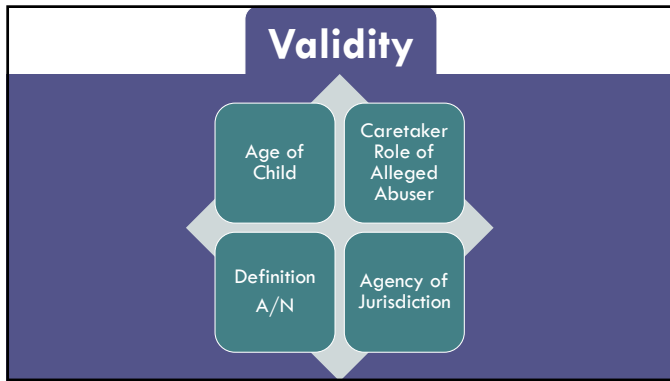 Validity
Age of
Child
Caretaker
Role of
Alleged
Abuser
Definition
A/N
Agency of
Jurisdiction